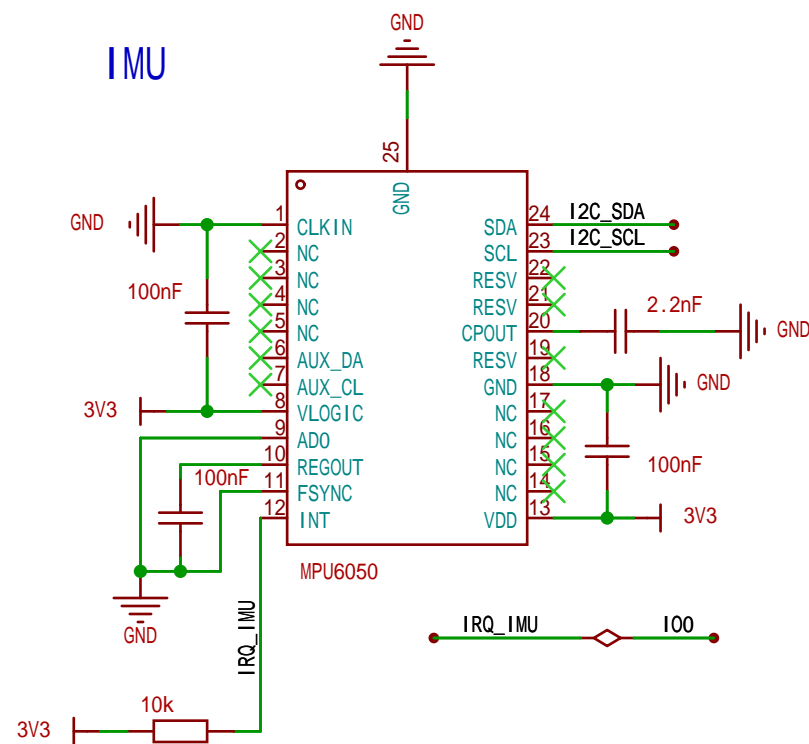 GND
IMU
25
GND
GND
1 CLKIN
2 NC
3 NC
4 NC
5 NC
6 AUX_DA
7 AUX_CL
8 VLOGIC
9 AD0
10 REGOUT
11 FSYNC
12 INT
100nF
3V3
100nF
GND
SDA 24 I2C_SDA
SCL 23 I2C_SCL
RESV 22
RESV 21
CPOUT 20
RESV 19
GND 18
NC 17
NC 16
NC 15
NC 14
VDD 13
2.2nF
GND
GND
100nF
3V3
MPU6050
IRQ_IMU
IRQ_IMU
IO0
10k
3V3